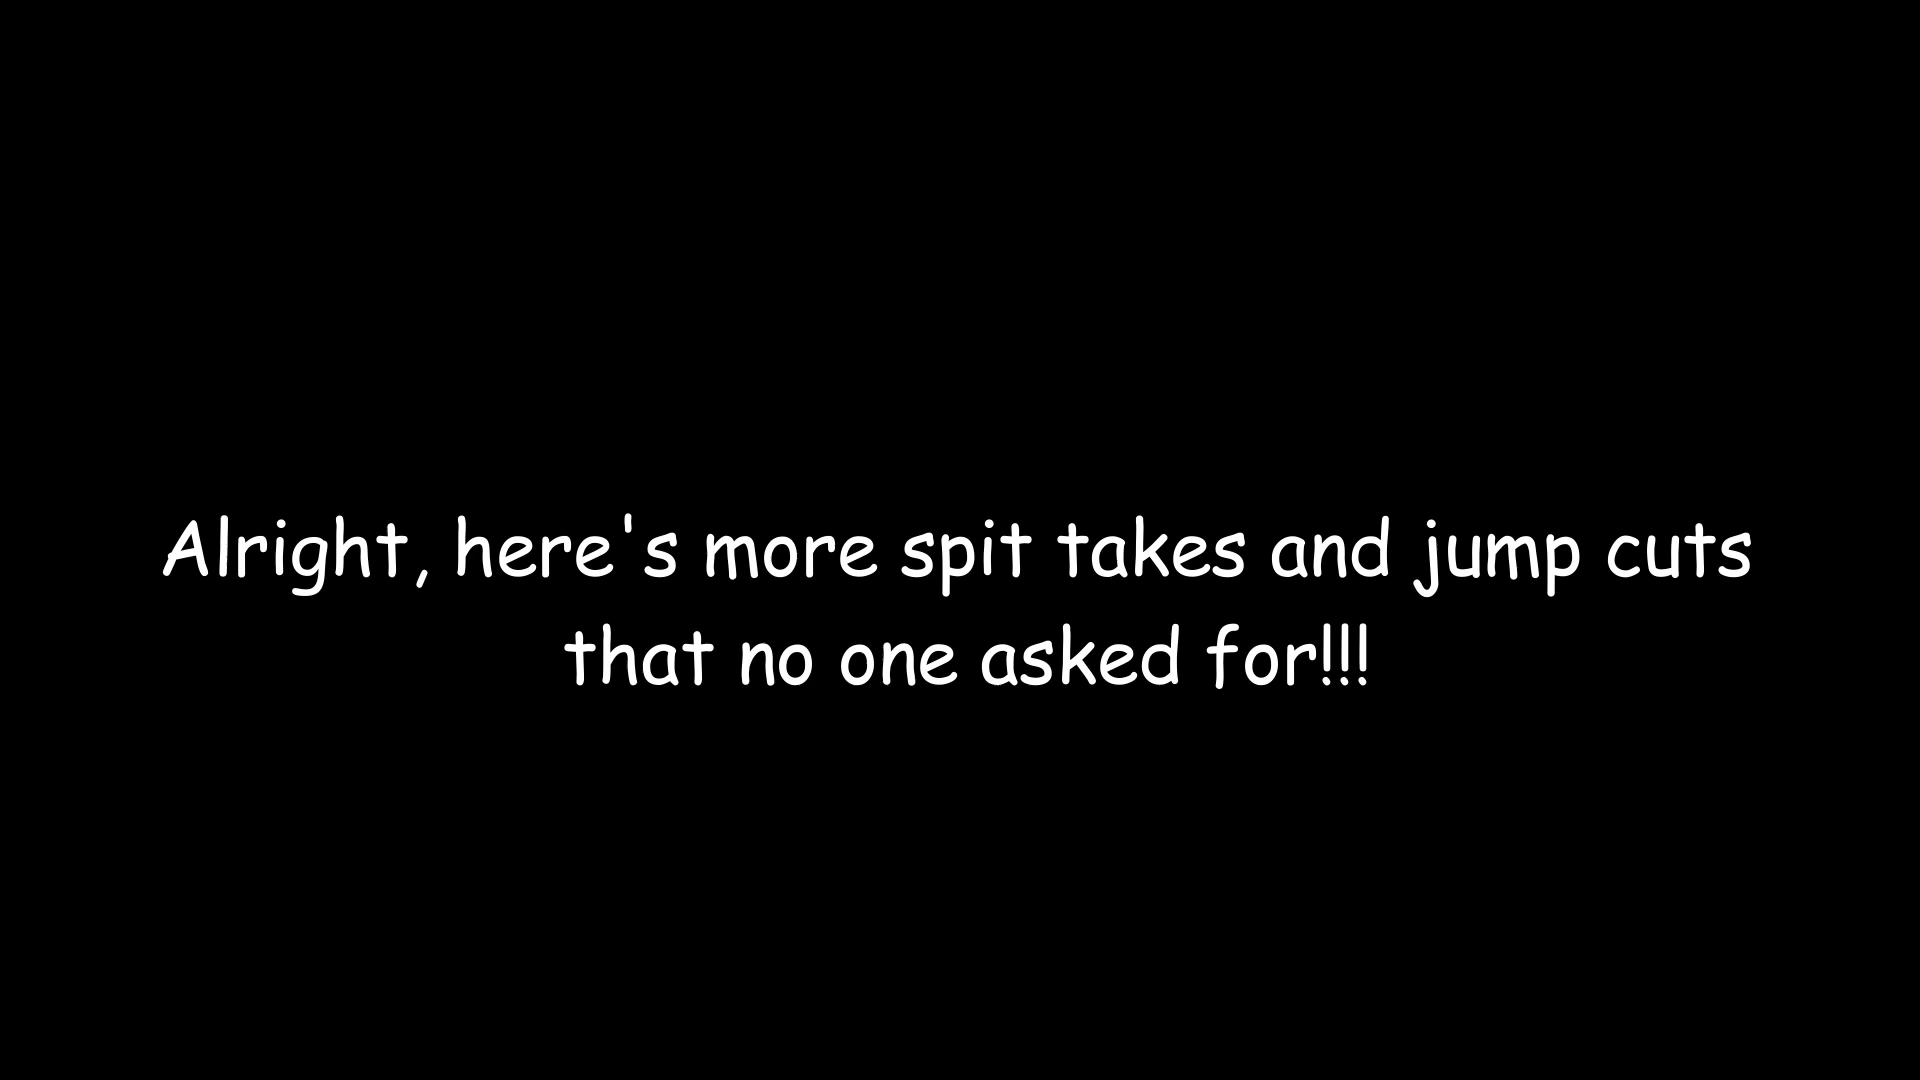 Alright, here's more spit takes and jump cuts
that no one asked for!!!